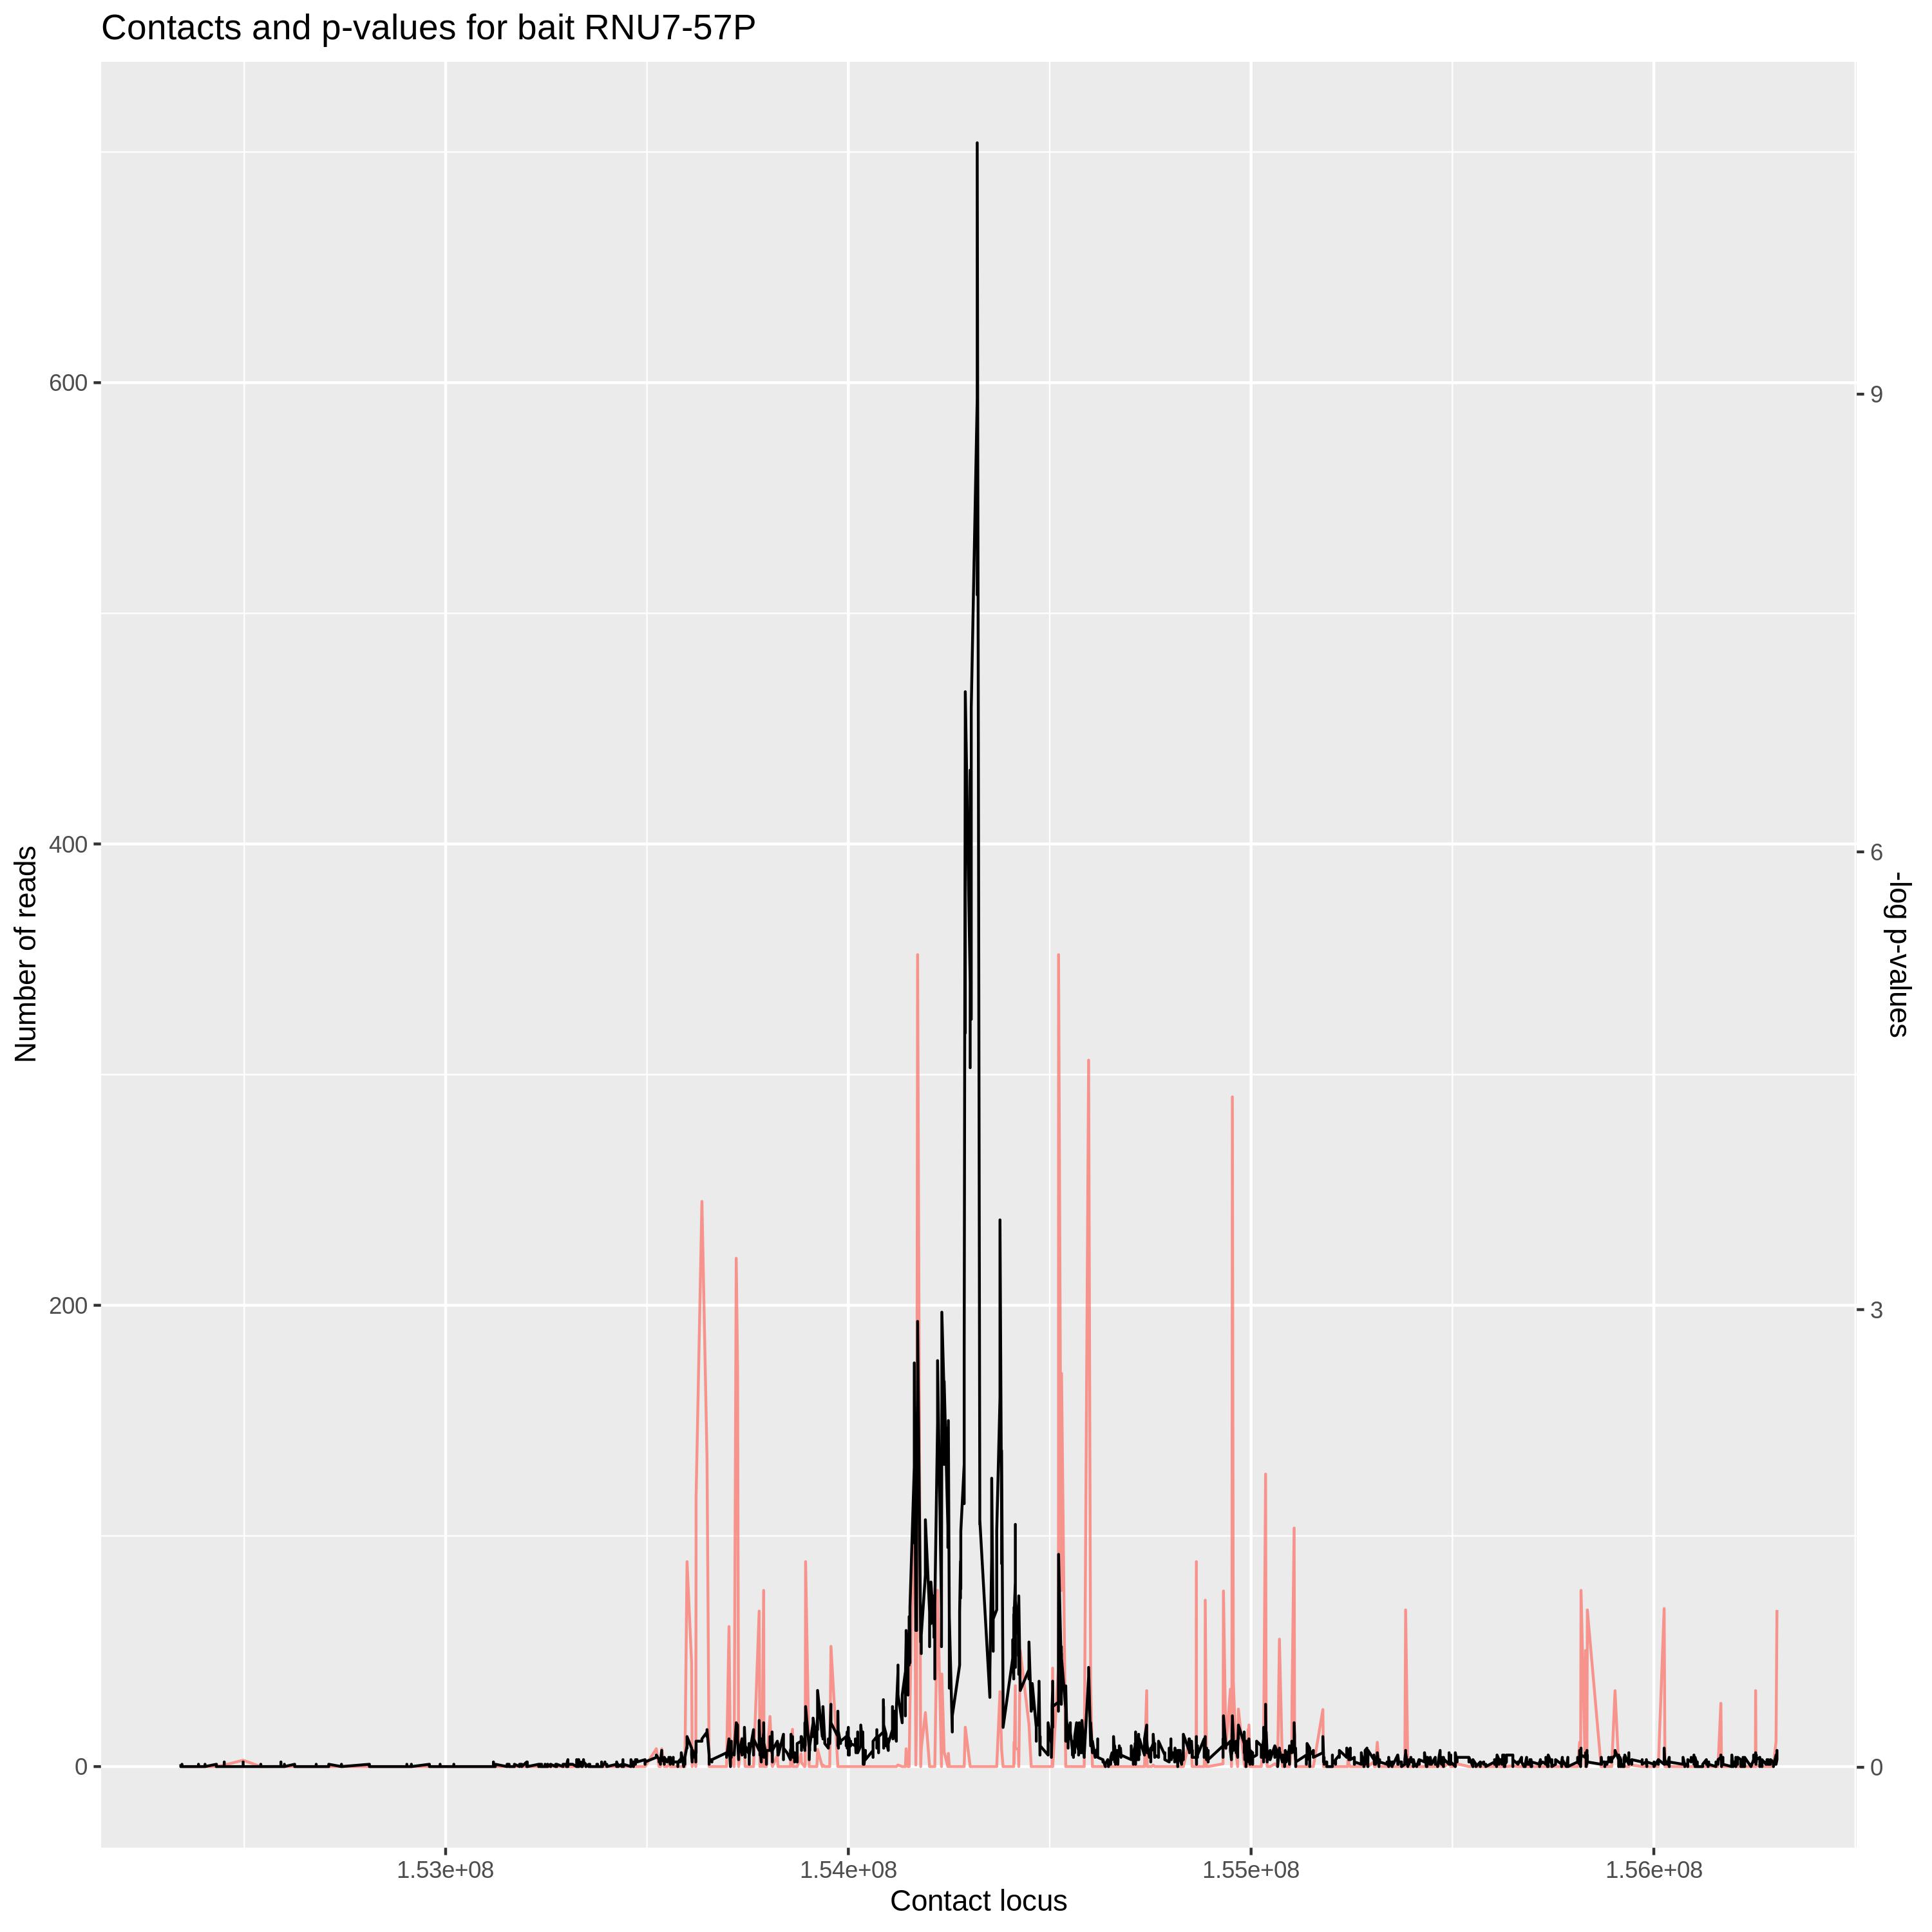 Contacts and p-values for bait RNU7-57P
600
400
200
0
9
6
3
0
Number of reads
-log p-values
1.53e+08
1.54e+08
1.55e+08
1.56e+08
Contact locus